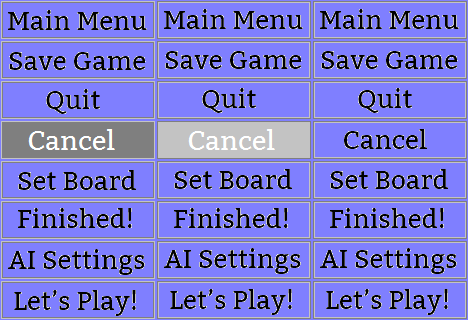 Main Menu Main Menu Main Menu
Save Game Save Game Save Game
Quit Quit Quit
Cancel Cancel Cancel
Set Board Set Board Set Board
Finished! Finished! Finished!
AI Settings AI Settings AI Settings
Let's Play! Let's Play! Let's Play!